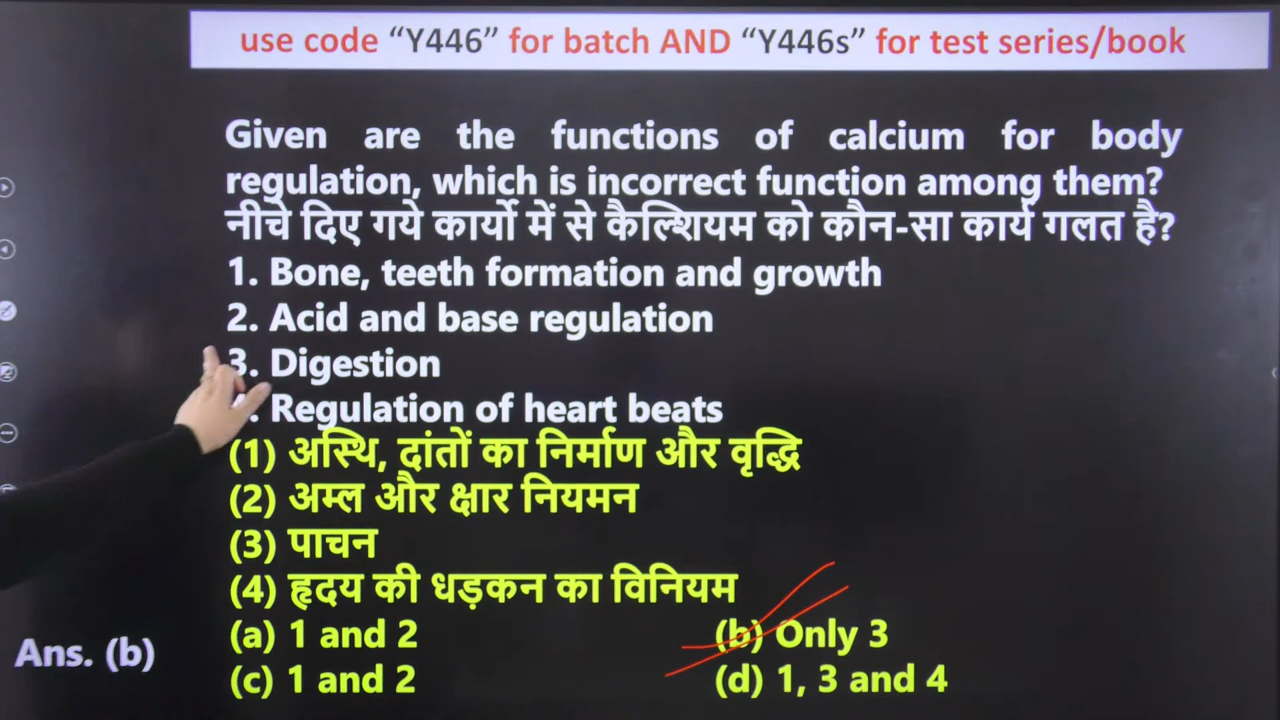 use code “Y446” for batch AND “Y446s” for test series/book
Given are the functions of calcium for body
regulation, which is incorrect function among them?
नीचे दिए गये कार्यो में से कैल्शियम को कौन-सा कार्य गलत है?
1. Bone, teeth formation and growth
2. Acid and base regulation
3. Digestion
. Regulation of heart beats
(1) अस्थि, दांतों का निर्माण और वृद्धि
(2) अम्ल और क्षार नियमन
(3) पाचन
(4) हृदय की धड़कन का विनियम
(a) 1 and 2 (b) Only 3
Ans. (b)
(c) 1 and 2 (d) 1, 3 and 4